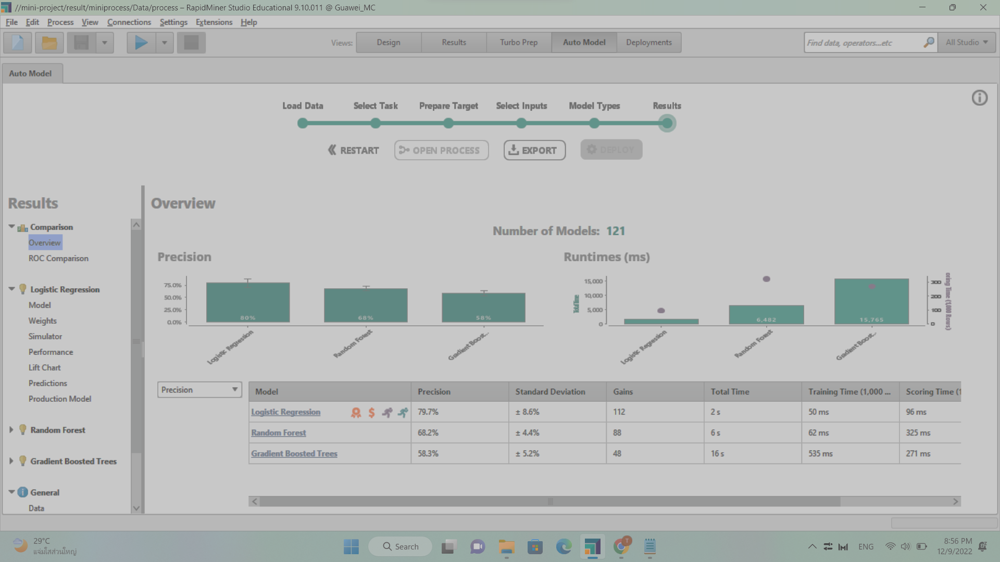 //mini-project/result/miniprocess/Data/process – RapidMiner Studio Educational 9.10.011 @ Guawei_MC
File Edit Process View Connections Settings Extensions Help
Views: Design Results Turbo Prep Auto Model Deployments
Find data, operators...etc All Studio
Auto Model
Load Data Select Task Prepare Target Select Inputs Model Types Results
RESTART OPEN PROCESS EXPORT DEPLOY
Results
Comparison
Overview
ROC Comparison
Logistic Regression
Model
Weights
Simulator
Performance
Lift Chart
Predictions
Production Model
Random Forest
Gradient Boosted Trees
General
Data
Overview
Number of Models: 121
Precision
75.0%
50.0%
25.0%
0.0%
80% 68% 58%
Logistic Regression Random Forest Gradient Boost...
Runtimes (ms)
Total Time
15,000
10,000
5,000
0
6,482 15,765
300
200
100
0
oring Time (1,000 Rows)
Logistic Regression Random Forest Gradient Boost...
Precision
Model Precision Standard Deviation Gains Total Time Training Time (1,000 ... Scoring Time (1
Logistic Regression 79.7% ± 8.6% 112 2 s 50 ms 96 ms
Random Forest 68.2% ± 4.4% 88 6 s 62 ms 325 ms
Gradient Boosted Trees 58.3% ± 5.2% 48 16 s 535 ms 271 ms
29°C
แจ่มใสส่วนใหญ่
Search
T
ENG
8:56 PM
12/9/2022